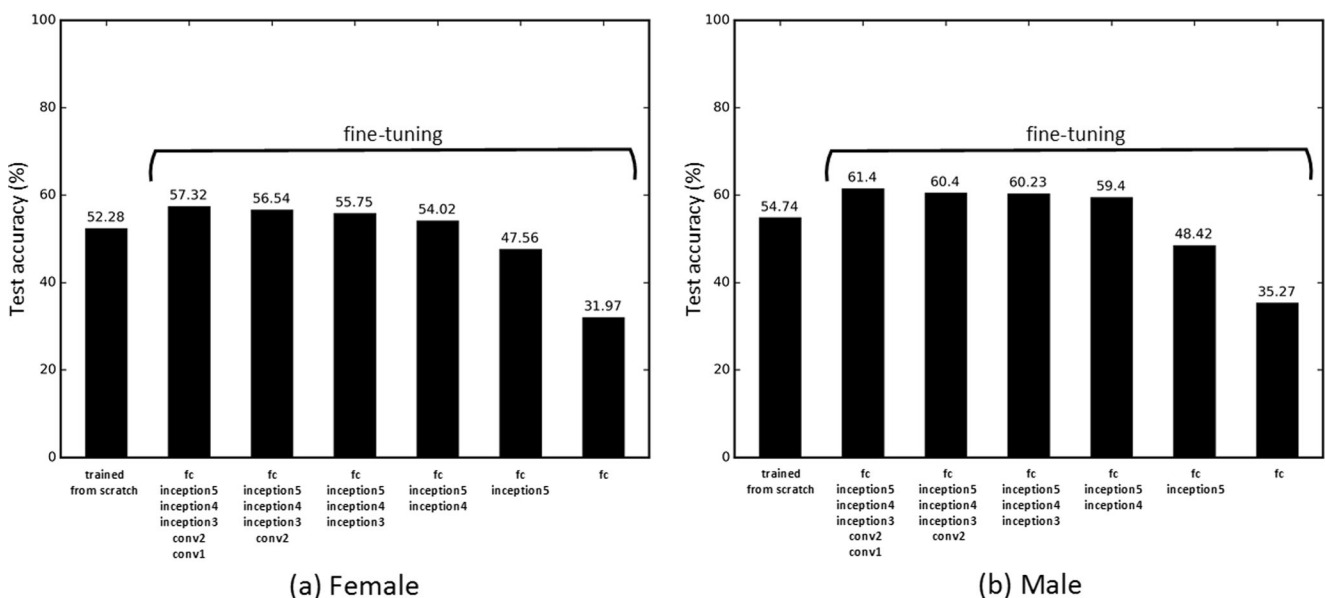 100
80
60
40
20
0
Test accuracy (%)
fine-tuning
52.28
57.32
56.54
55.75
54.02
47.56
31.97
trained
from scratch
fc
inception5
inception4
inception3
conv2
conv1
fc
inception5
inception4
inception3
conv2
fc
inception5
inception4
inception3
fc
inception5
inception4
fc
inception5
fc
(a) Female
100
80
60
40
20
0
Test accuracy (%)
fine-tuning
54.74
61.4
60.4
60.23
59.4
48.42
35.27
trained
from scratch
fc
inception5
inception4
inception3
conv2
conv1
fc
inception5
inception4
inception3
conv2
fc
inception5
inception4
inception3
fc
inception5
inception4
fc
inception5
fc
(b) Male